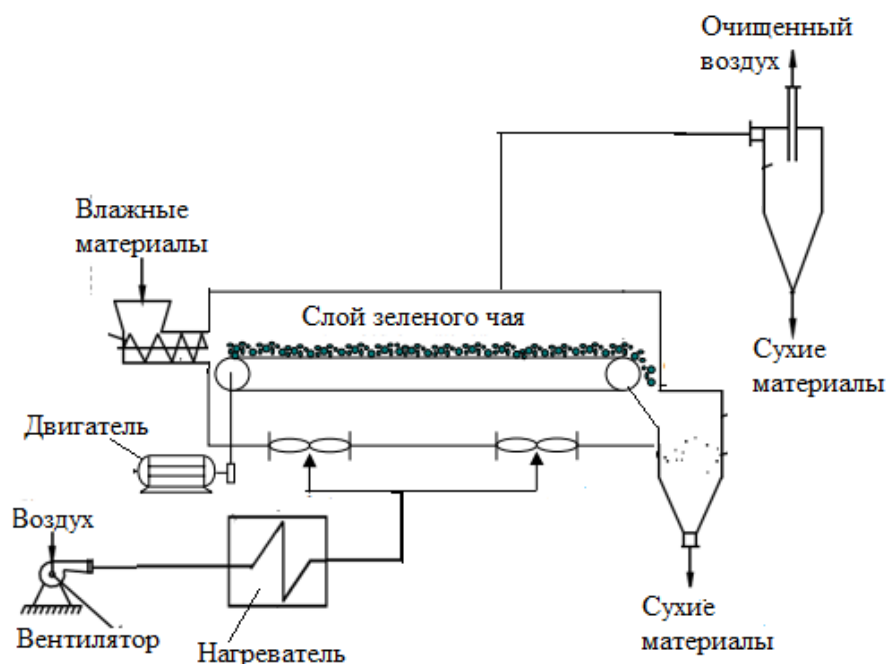 Очищенный
воздух
Влажные
материалы
Слой зеленого чая
Сухие
материалы
Двигатель
Воздух
Вентилятор
Нагреватель
Сухие
материалы